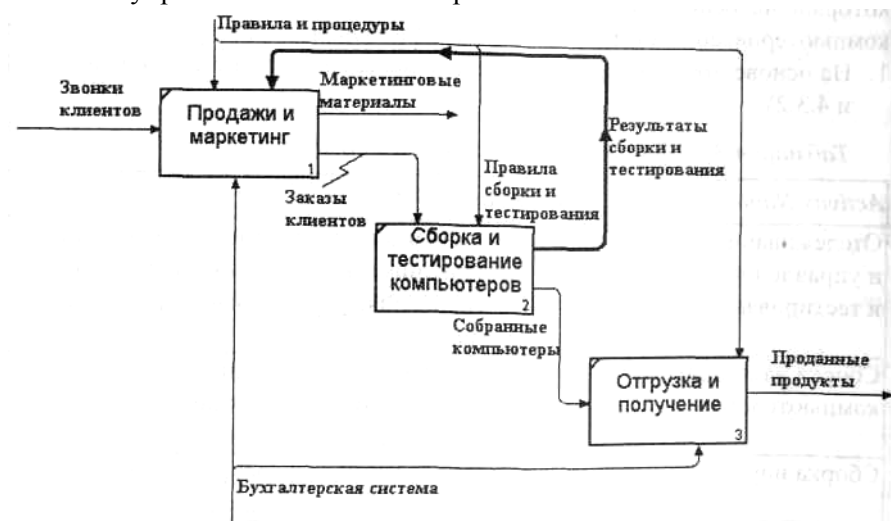 Правила и процедуры
Звонки
клиентов
Продажи и
маркетинг
1
Маркетинговые
материалы
Заказы
клиентов
Правила
сборки и
тестирования
Результаты
сборки и
тестирования
Сборка и
тестирование
компьютеров
2
Собранные
компьютеры
Отгрузка и
получение
3
Проданные
продукты
Бухгалтерская система